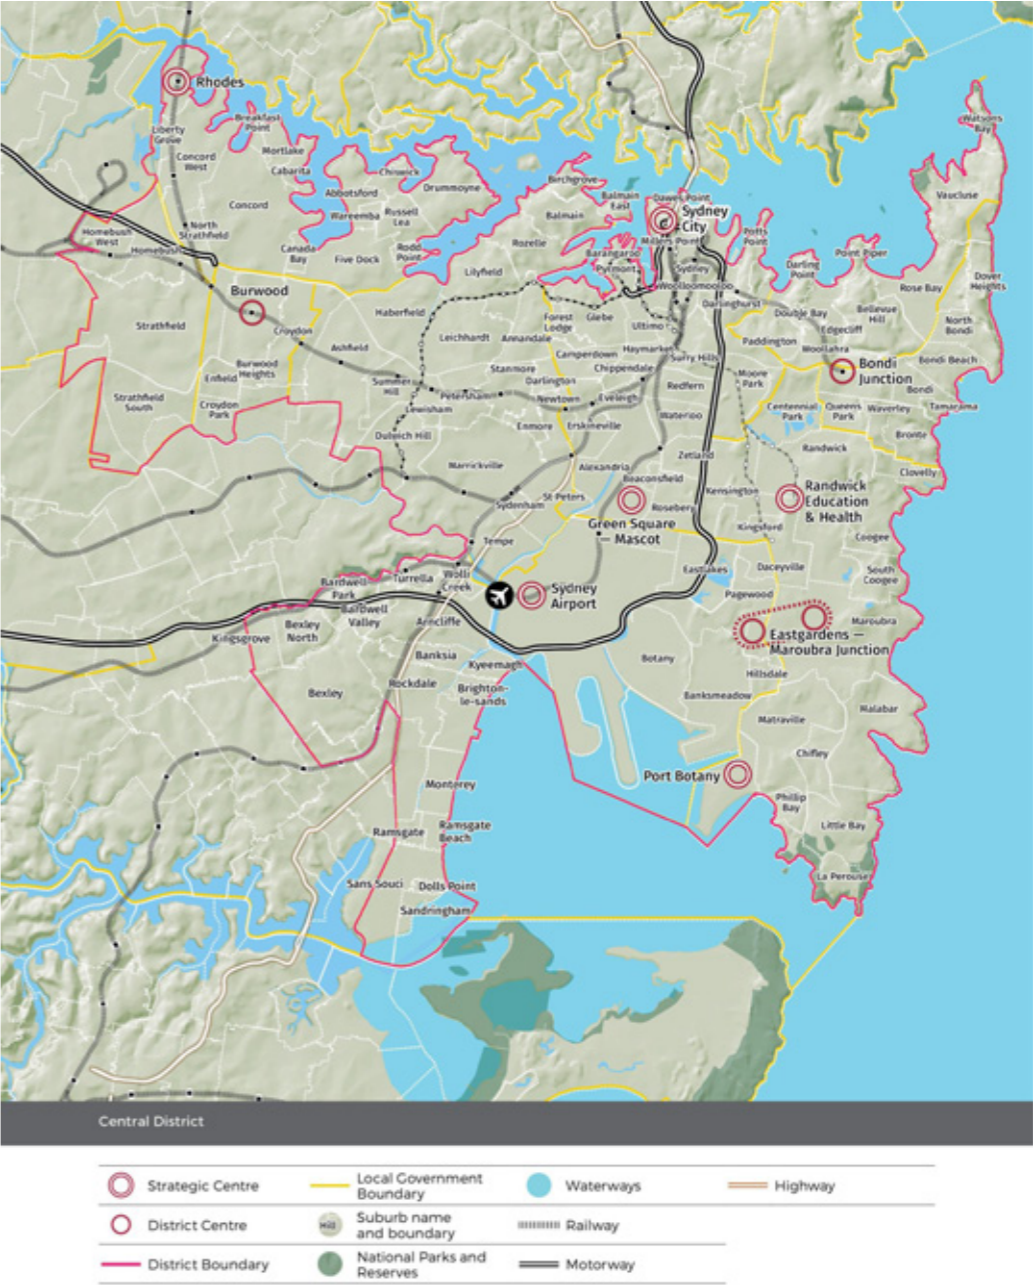 Rhodes
Watsons
Bay
Breakfast
Point
Liberty
Grove
Mortlake
Concord
West
Cabarita
Chiswick
Birchgrove
Drummoyne
Abbotsford
Vaucluse
Balmain
East
Dawes Point
Concord
Wareemba
Russell
Lea
Balmain
Sydney
City
North
Strathfield
Homebush
West
Potts
Point
Millers Point
Rozelle
Homebush
Canada
Bay
Five Dock
Rodd
Point
Barangaroo
Point Piper
Pyrmont
Sydney
Darling
Point
Lilyfield
Dover
Heights
Woolloomooloo
Rose Bay
Burwood
Darlinghurst
Haberfield
Forest
Lodge
Glebe
Double Bay
Bellevue
Hill
Strathfield
Croydon
Ultimo
Edgecliff
North
Bondi
Leichhardt
Annandale
Paddington
Ashfield
Haymarket
Woollahra
Camperdown
Surry Hills
Bondi Beach
Burwood
Heights
Stanmore
Chippendale
Bondi
Junction
Enfield
Summer
Hill
Darlington
Moore
Park
Redfern
Bondi
Strathfield
South
Petersham
Newtown
Eveleigh
Croydon
Park
Lewisham
Centennial
Park
Queens
Park
Waverley
Tamarama
Waterloo
Enmore
Erskineville
Dulwich Hill
Bronte
Randwick
Zetland
Marrickville
Alexandria
Clovelly
Beaconsfield
Randwick
Education
& Health
Kensington
St Peters
Sydenham
Rosebery
Green Square
— Mascot
Kingsford
Coogee
Tempe
Daceyville
Eastlakes
South
Coogee
Wolli
Creek
Turrella
Bardwell
Park
Sydney
Airport
Pagewood
Bardwell
Valley
Arncliffe
Maroubra
Bexley
North
Kingsgrove
Eastgardens —
Maroubra Junction
Banksia
Kyeemagh
Botany
Hillsdale
Rockdale
Bexley
Brighton-
le-sands
Banksmeadow
Malabar
Matraville
Chifley
Port Botany
Monterey
Phillip
Bay
Ramsgate
Ramsgate
Beach
Little Bay
La Perouse
Sans Souci
Dolls Point
Sandringham
Central District
Strategic Centre
Local Government
Boundary
Waterways
Highway
District Centre
Hill
Suburb name
and boundary
Railway
District Boundary
National Parks and
Reserves
Motorway